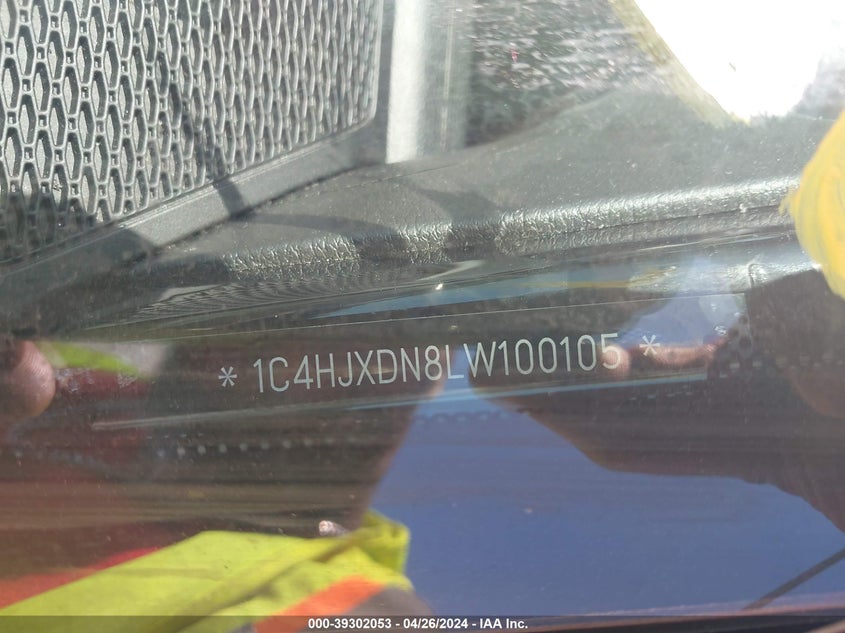 * 1C4HJXDN8LW100105 *
000-39302053 - 04/26/2024 - IAA Inc.